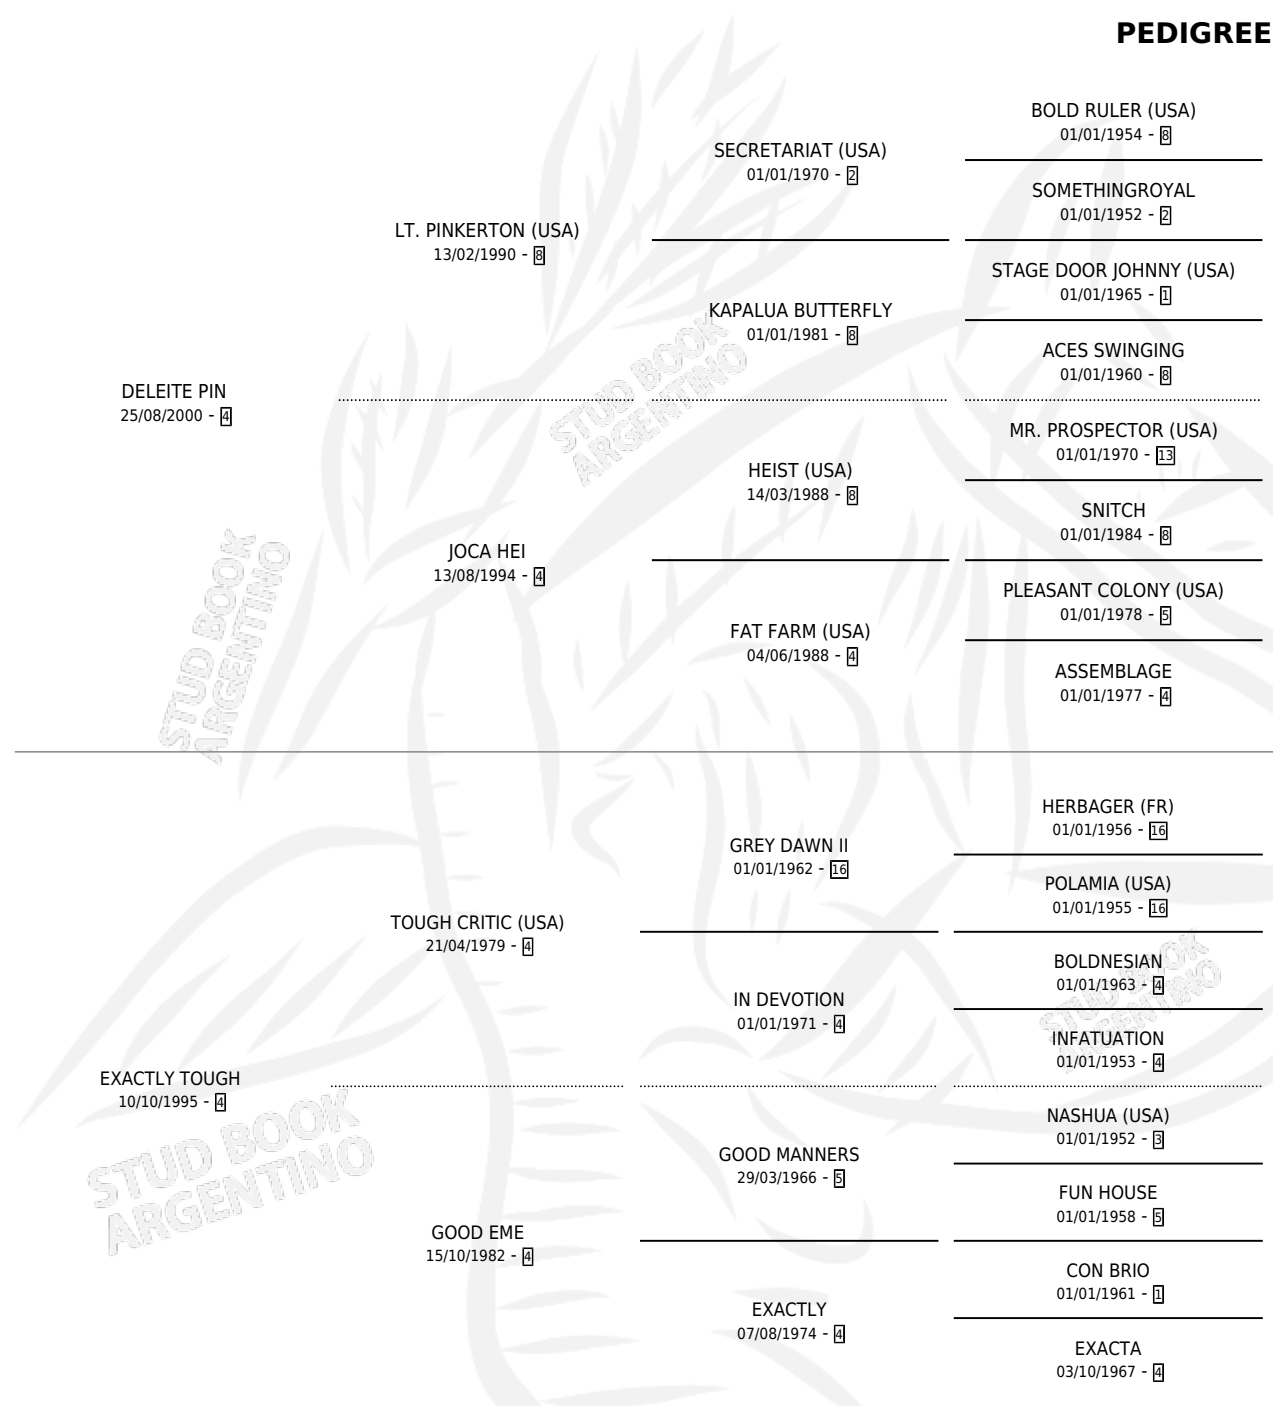 PEDIGREE
BOLD RULER (USA)
01/01/1954 - 8
SECRETARIAT (USA)
01/01/1970 - 2
SOMETHINGROYAL
01/01/1952 - 2
LT. PINKERTON (USA)
13/02/1990 - 8
STAGE DOOR JOHNNY (USA)
01/01/1965 - 1
KAPALUA BUTTERFLY
01/01/1981 - 8
ACES SWINGING
01/01/1960 - 8
DELEITE PIN
25/08/2000 - 4
MR. PROSPECTOR (USA)
01/01/1970 - 13
HEIST (USA)
14/03/1988 - 8
SNITCH
01/01/1984 - 8
JOCA HEI
13/08/1994 - 4
PLEASANT COLONY (USA)
01/01/1978 - 5
FAT FARM (USA)
04/06/1988 - 4
ASSEMBLAGE
01/01/1977 - 4
HERBAGER (FR)
01/01/1956 - 16
GREY DAWN II
01/01/1962 - 16
POLAMIA (USA)
01/01/1955 - 16
TOUGH CRITIC (USA)
21/04/1979 - 4
BOLDNESIAN
01/01/1963 - 4
IN DEVOTION
01/01/1971 - 4
INFATUATION
01/01/1953 - 4
EXACTLY TOUGH
10/10/1995 - 4
NASHUA (USA)
01/01/1952 - 3
GOOD MANNERS
29/03/1966 - 5
FUN HOUSE
01/01/1958 - 5
GOOD EME
15/10/1982 - 4
CON BRIO
01/01/1961 - 1
EXACTLY
07/08/1974 - 4
EXACTA
03/10/1967 - 4
STUD BOOK
ARGENTINO
STUD BOOK
ARGENTINO
STUD BOOK
ARGENTINO
STUD BOOK
ARGENTINO